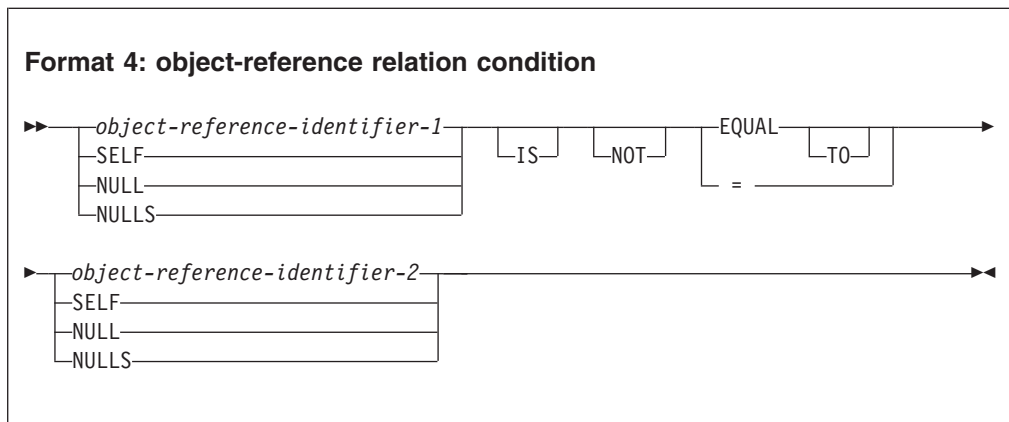 Format 4: object-reference relation condition
object-reference-identifier-1 IS NOT EQUAL TO
SELF =
NULL
NULLS
object-reference-identifier-2
SELF
NULL
NULLS